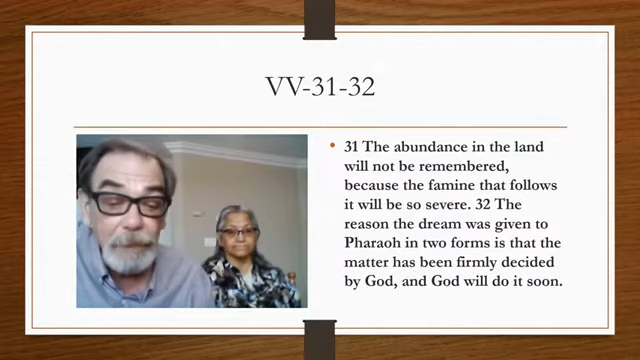 VV-31-32
• 31 The abundance in the land
will not be remembered,
because the famine that follows
it will be so severe. 32 The
reason the dream was given to
Pharaoh in two forms is that the
matter has been firmly decided
by God, and God will do it soon.